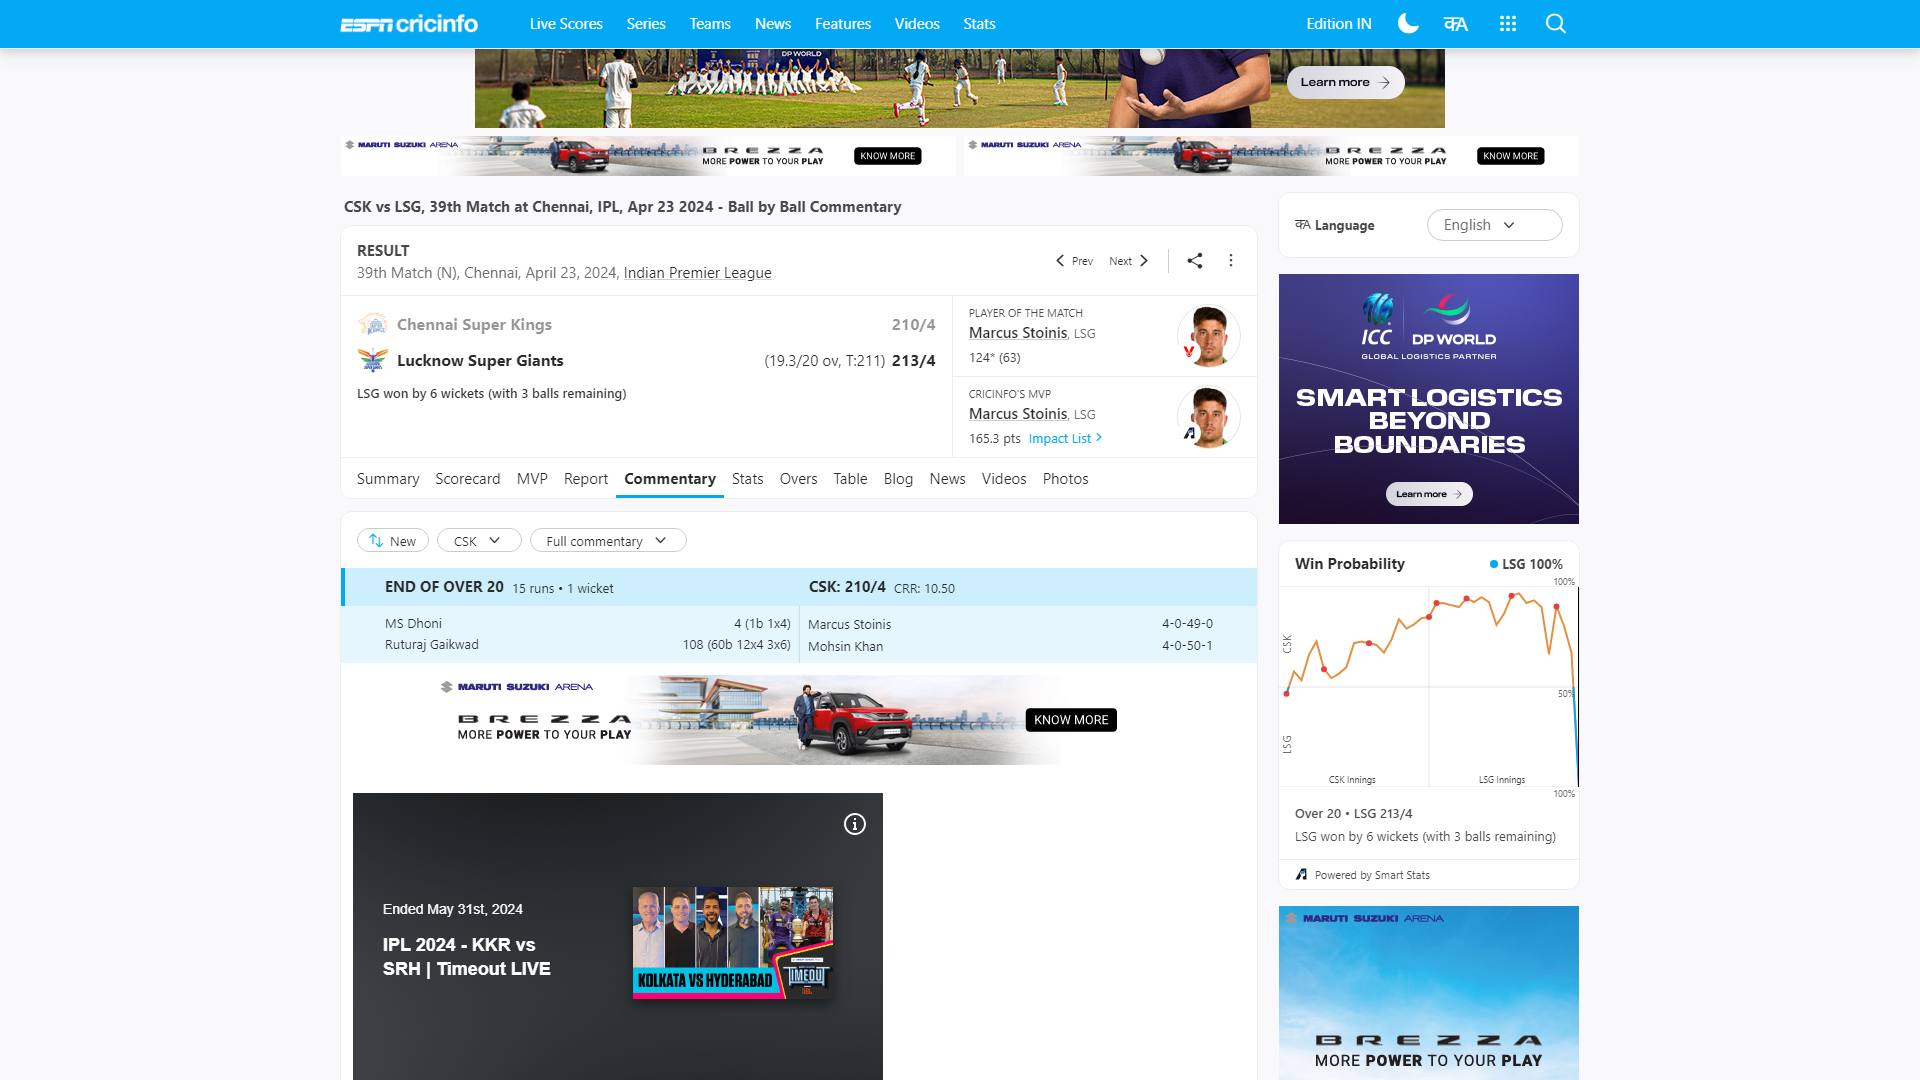 ESPN cricinfo
Live Scores Series Teams News Features Videos Stats
Edition IN
DP WORLD
Learn more
MARUTI SUZUKI ARENA
BREZZA
MORE POWER TO YOUR PLAY
KNOW MORE
MARUTI SUZUKI ARENA
BREZZA
MORE POWER TO YOUR PLAY
KNOW MORE
CSK vs LSG, 39th Match at Chennai, IPL, Apr 23 2024 - Ball by Ball Commentary
RESULT
39th Match (N), Chennai, April 23, 2024, Indian Premier League
Prev Next
Chennai Super Kings 210/4
Lucknow Super Giants (19.3/20 ov, T:211) 213/4
LSG won by 6 wickets (with 3 balls remaining)
PLAYER OF THE MATCH
Marcus Stoinis, LSG
124* (63)
CRICINFO'S MVP
Marcus Stoinis, LSG
165.3 pts Impact List
Summary Scorecard MVP Report Commentary Stats Overs Table Blog News Videos Photos
New CSK Full commentary
END OF OVER 20 15 runs • 1 wicket CSK: 210/4 CRR: 10.50
MS Dhoni 4 (1b 1x4)
Ruturaj Gaikwad 108 (60b 12x4 3x6)
Marcus Stoinis 4-0-49-0
Mohsin Khan 4-0-50-1
MARUTI SUZUKI ARENA
BREZZA
MORE POWER TO YOUR PLAY
KNOW MORE
Ended May 31st, 2024
IPL 2024 - KKR vs
SRH | Timeout LIVE
KOLKATA VS HYDERABAD
TIMEOUT
क्A Language English
ICC DP WORLD
GLOBAL LOGISTICS PARTNER
SMART LOGISTICS
BEYOND
BOUNDARIES
Learn more
Win Probability LSG 100%
100%
CSK
50%
LSG
CSK Innings LSG Innings
100%
Over 20 • LSG 213/4
LSG won by 6 wickets (with 3 balls remaining)
Powered by Smart Stats
MARUTI SUZUKI ARENA
BREZZA
MORE POWER TO YOUR PLAY